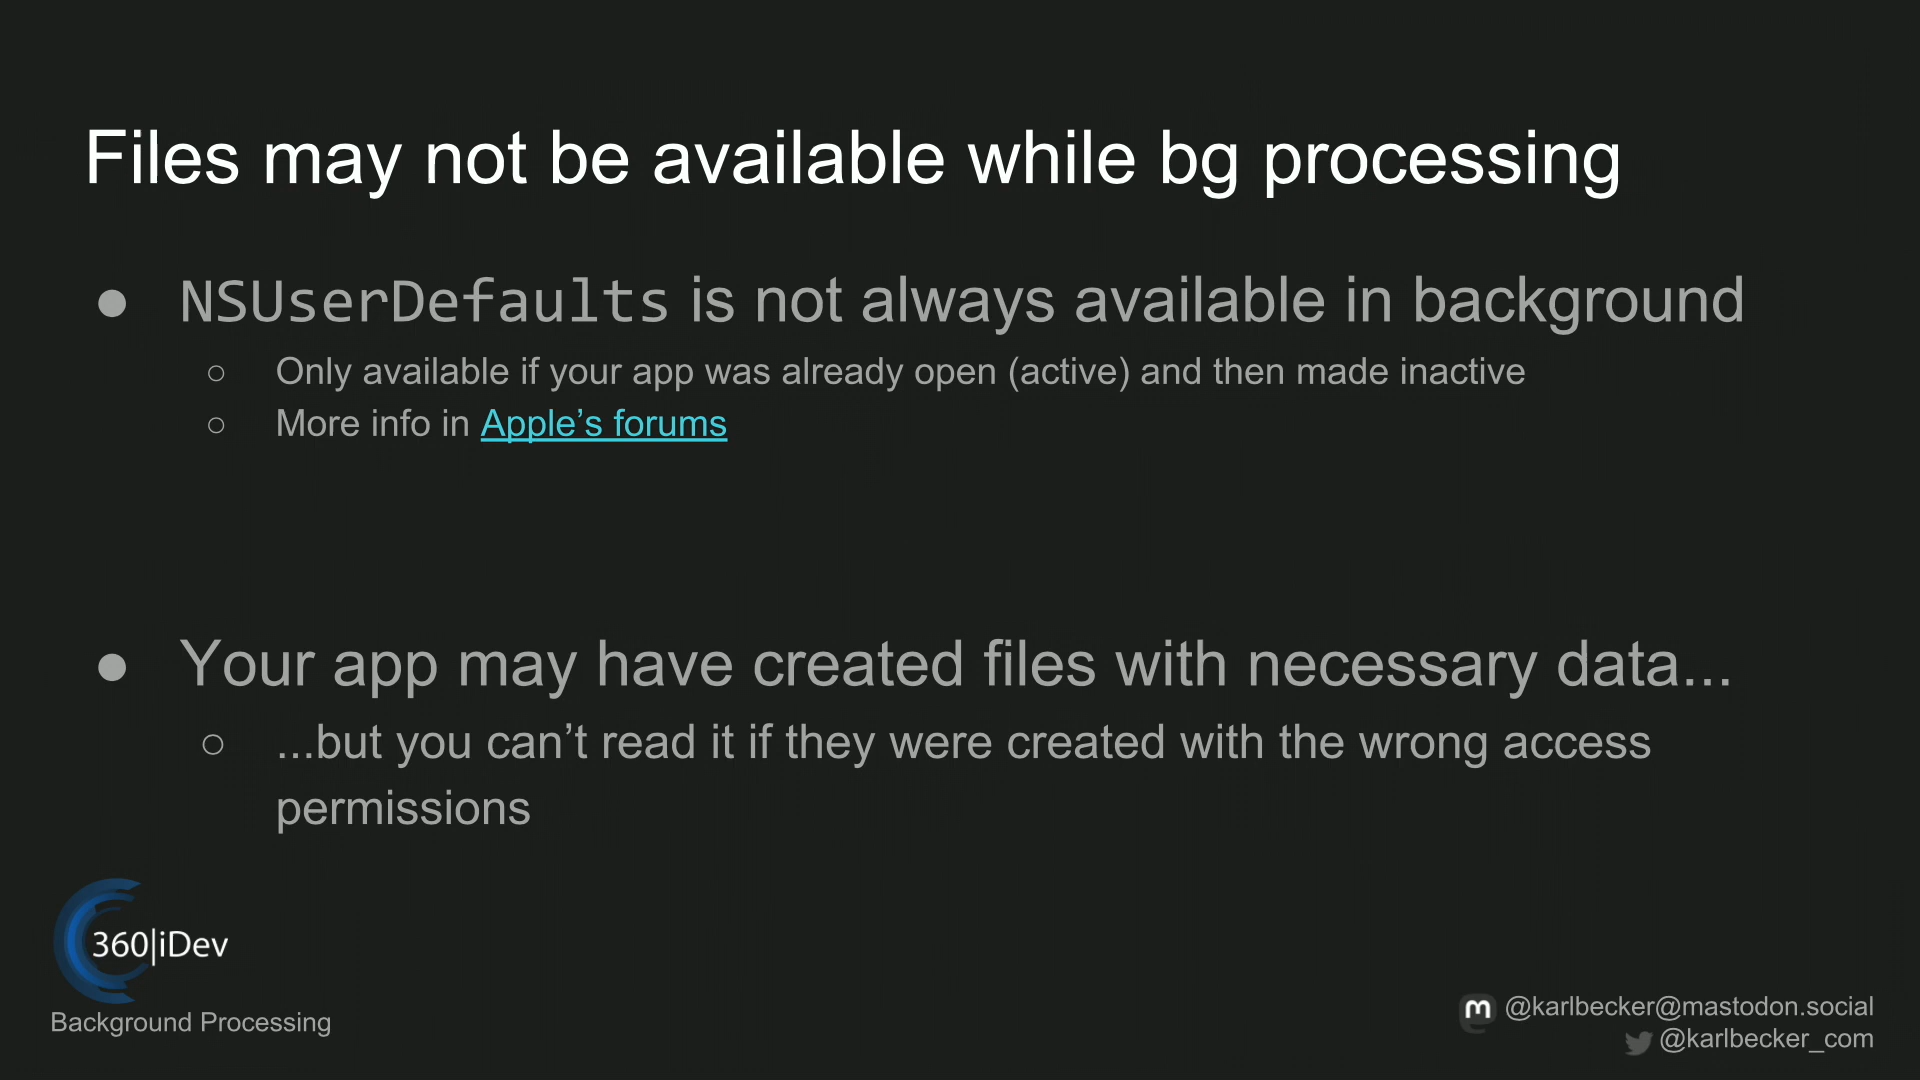 Files may not be available while bg processing
● NSUserDefaults is not always available in background
○ Only available if your app was already open (active) and then made inactive
○ More info in Apple’s forums
● Your app may have created files with necessary data...
○ ...but you can’t read it if they were created with the wrong access
permissions
360|iDev
Background Processing
@karlbecker@mastodon.social
@karlbecker_com